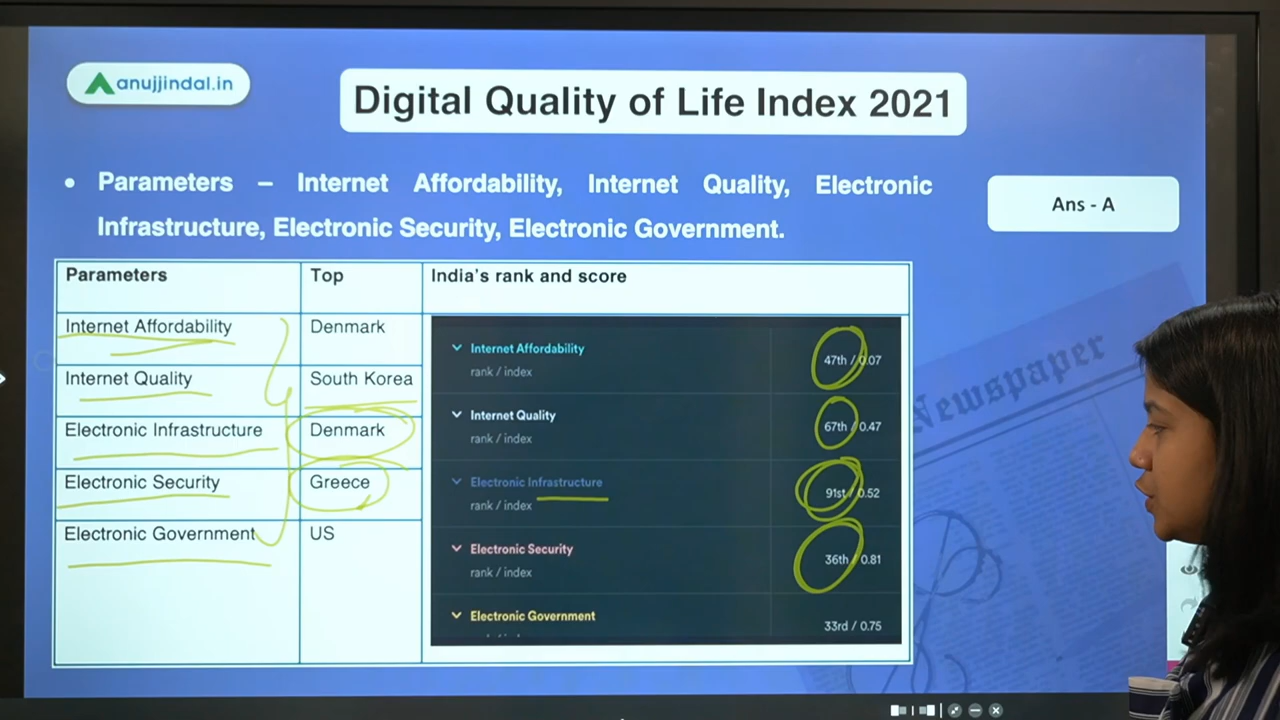 anujjindal.in
Digital Quality of Life Index 2021
• Parameters – Internet Affordability, Internet Quality, Electronic
Infrastructure, Electronic Security, Electronic Government.
Ans - A
Parameters Top India's rank and score
Internet Affordability Denmark
Internet Quality South Korea
Electronic Infrastructure Denmark
Electronic Security Greece
Electronic Government US
Internet Affordability
rank / index
47th / 0.07
Internet Quality
rank / index
67th / 0.47
Electronic Infrastructure
rank / index
91st / 0.52
Electronic Security
rank / index
36th / 0.81
Electronic Government
33rd / 0.75
Newspaper